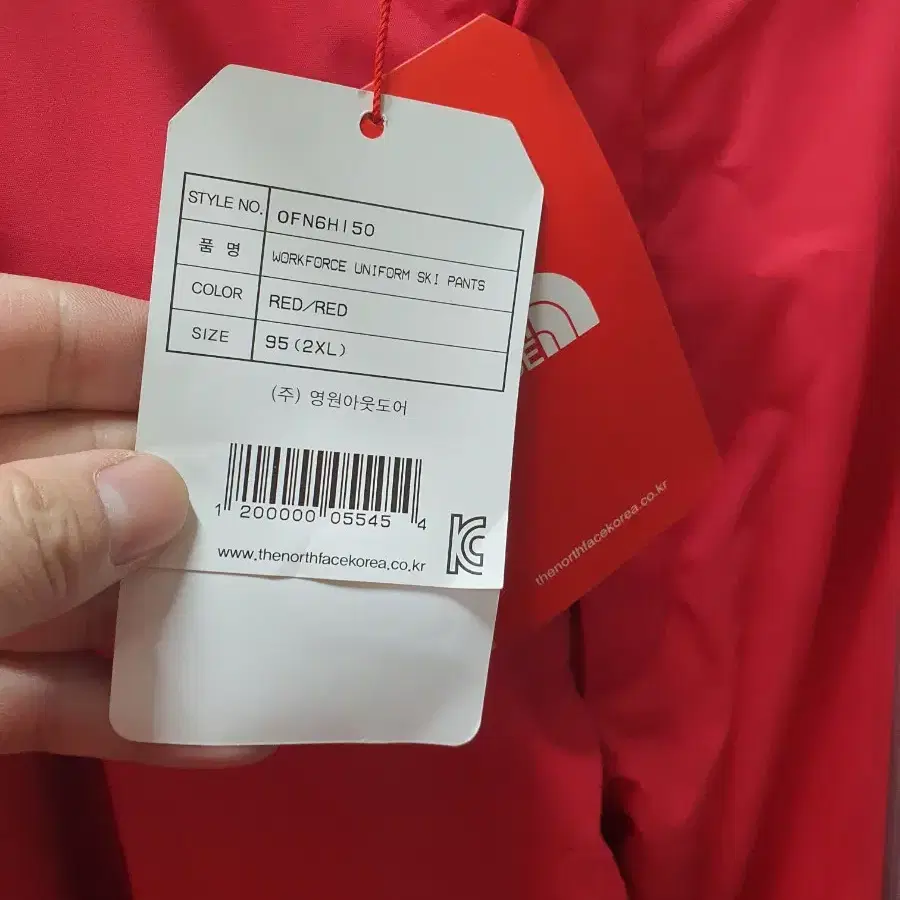 STYLE NO. OFN6HI50
품 명 WORKFORCE UNIFORM SKI PANTS
COLOR RED/RED
SIZE 95(2XL)
(주) 영원아웃도어
1 200000 05545 4
www.thenorthfacekorea.co.kr
thenorthfacekorea.co.kr